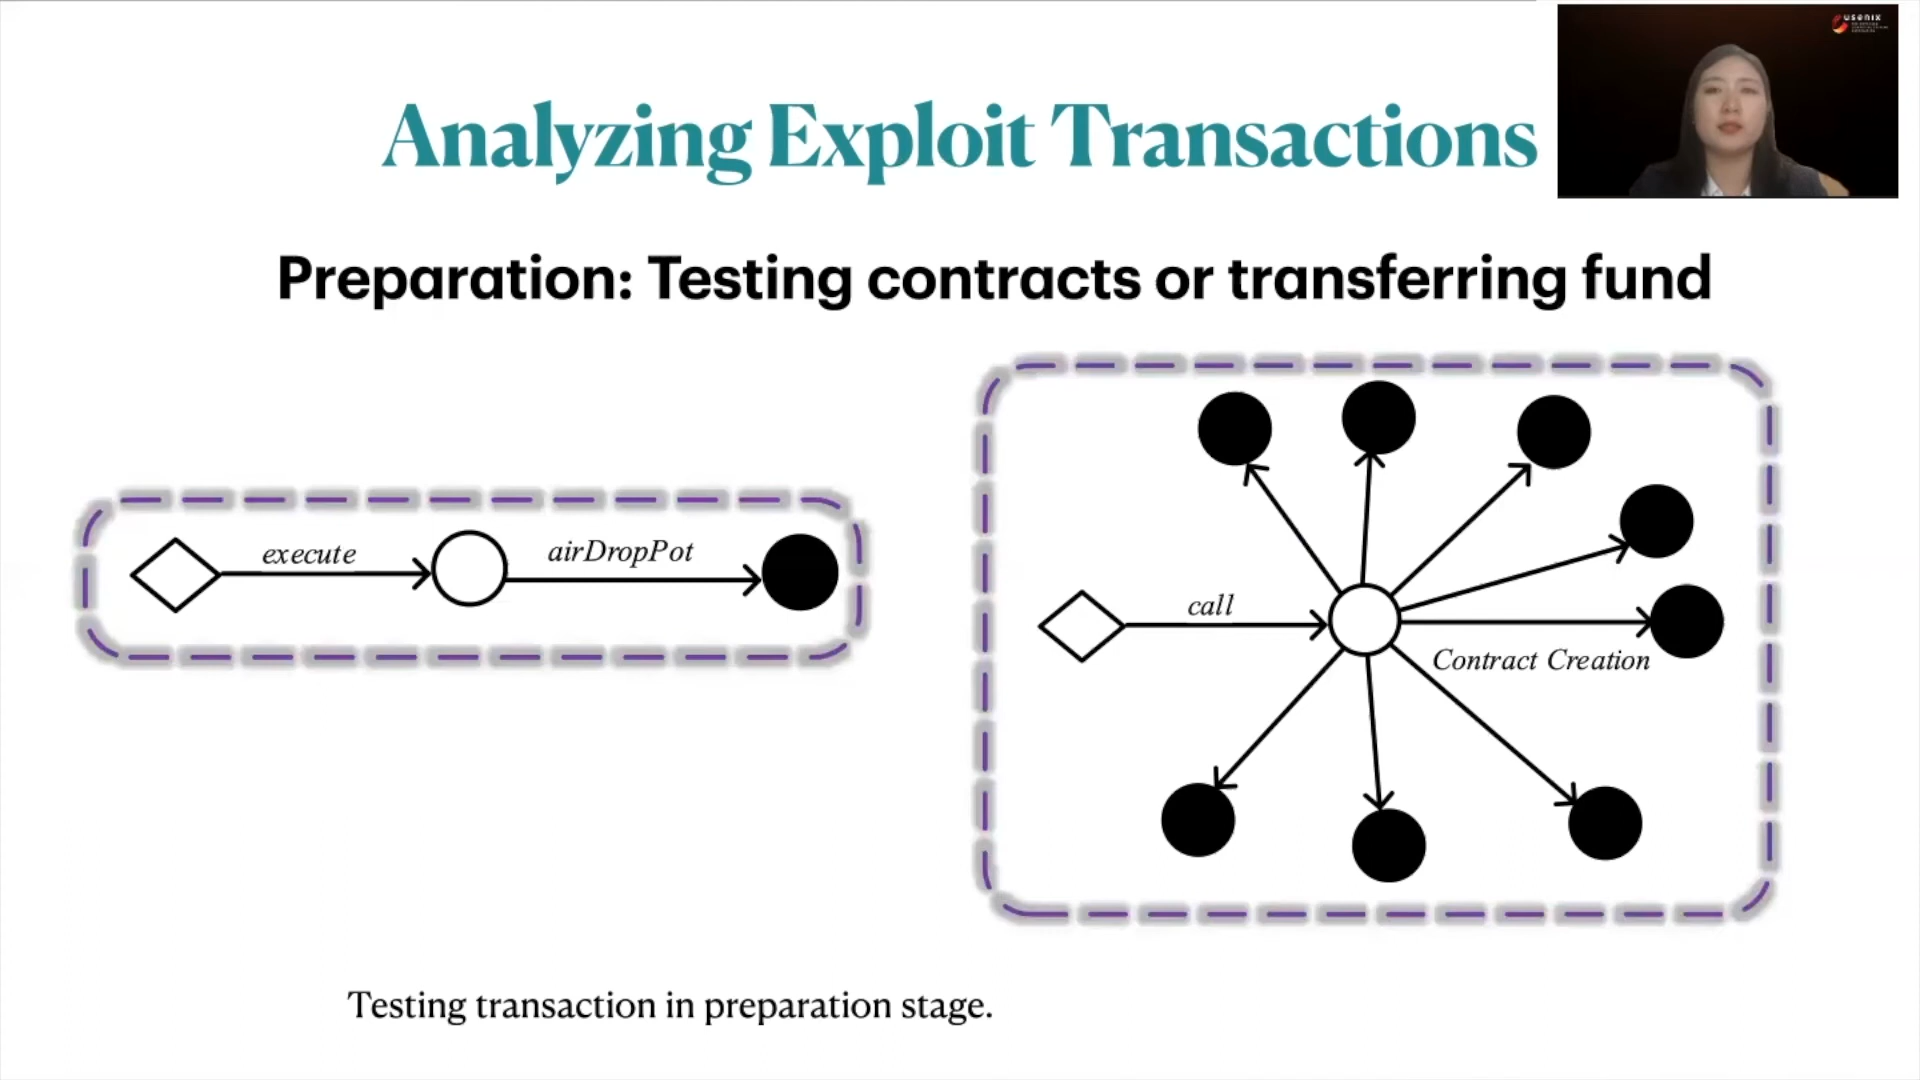 usenix
Analyzing Exploit Transactions
Preparation: Testing contracts or transferring fund
execute
airDropPot
call
Contract Creation
Testing transaction in preparation stage.